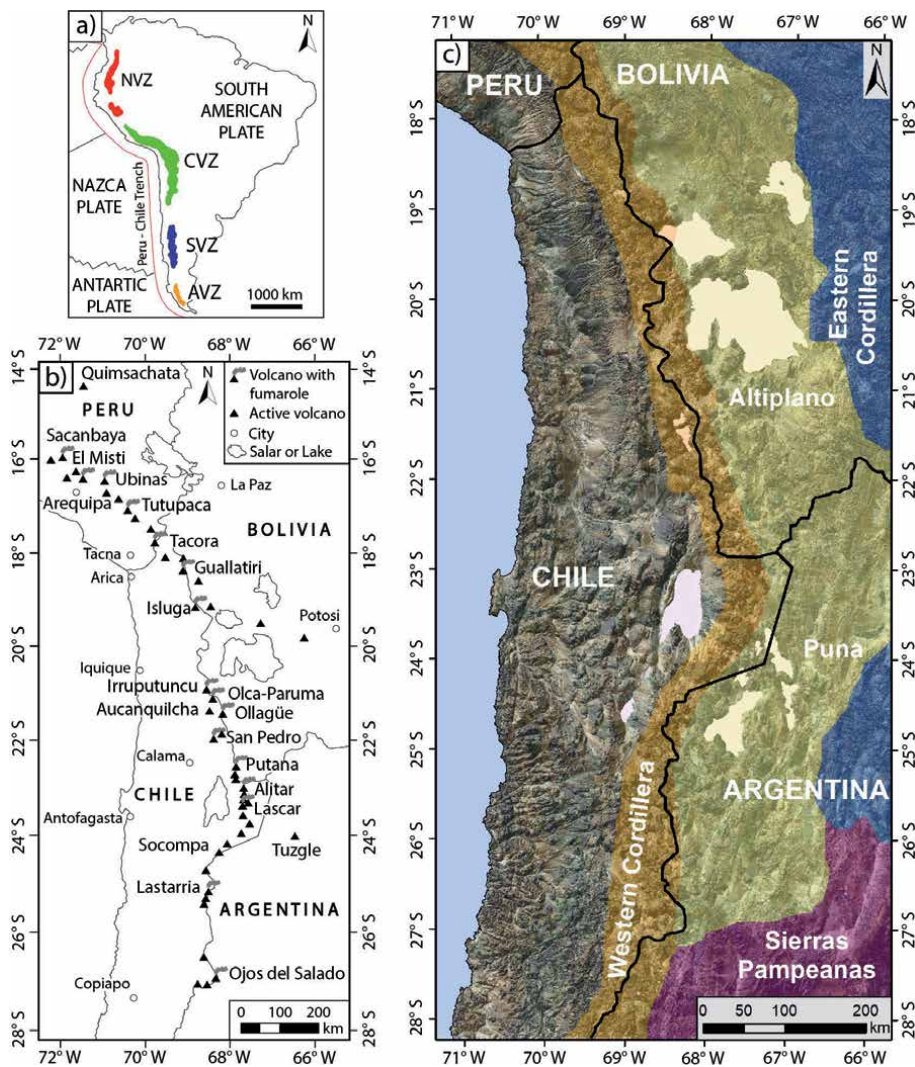 a)
N
NVZ
SOUTH
AMERICAN
PLATE
CVZ
NAZCA
PLATE
Peru - Chile Trench
SVZ
ANTARTIC
PLATE
AVZ
1000 km
b)
72°W 70°W 68°W 66°W
14°S
16°S
18°S
20°S
22°S
24°S
26°S
28°S
N
Volcano with
fumarole
Active volcano
City
Salar or Lake
Quimsachata
PERU
Sacanbaya
El Misti
Ubinas
La Paz
Arequipa
Tutupaca
BOLIVIA
Tacna
Tacora
Arica
Guallatiri
Isluga
Potosi
Iquique
Irruputuncu
Olca-Paruma
Aucanquilcha
Ollagüe
San Pedro
Calama
Putana
CHILE
Aljtar
Lascar
Antofagasta
Socompa
Tuzgle
Lastarria
ARGENTINA
Ojos del Salado
Copiapo
0 100 200
km
14°S
16°S
18°S
20°S
22°S
24°S
26°S
28°S
72°W 70°W 68°W 66°W
c)
71°W 70°W 69°W 68°W 67°W 66°W
N
PERU
BOLIVIA
18°S
19°S
20°S
21°S
22°S
23°S
24°S
25°S
26°S
27°S
28°S
Eastern
Cordillera
Altiplano
CHILE
Puna
ARGENTINA
Western Cordillera
Sierras
Pampeanas
0 50 100 200
km
18°S
19°S
20°S
21°S
22°S
23°S
24°S
25°S
26°S
27°S
28°S
71°W 70°W 69°W 68°W 67°W 66°W